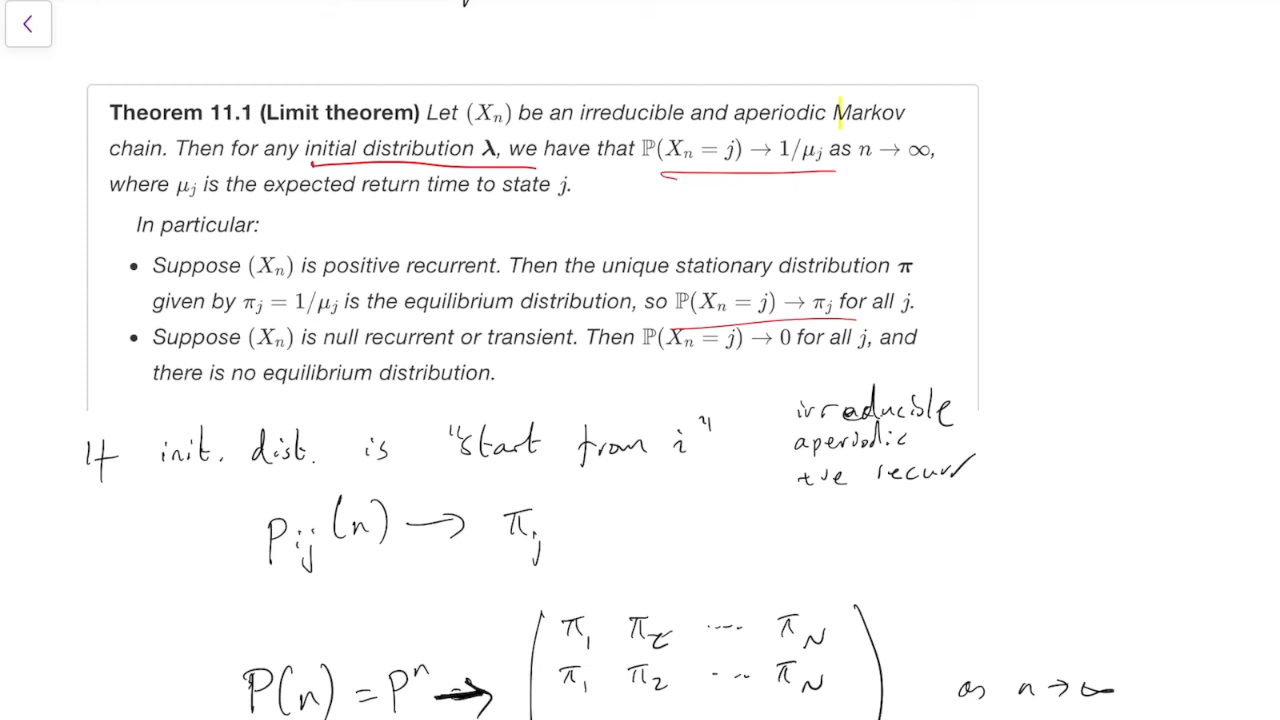 Theorem 11.1 (Limit theorem) Let (Xₙ) be an irreducible and aperiodic Markov
chain. Then for any initial distribution λ, we have that ℙ(Xₙ = j) → 1/μⱼ as n → ∞,
where μⱼ is the expected return time to state j.
In particular:
• Suppose (Xₙ) is positive recurrent. Then the unique stationary distribution π
given by πⱼ = 1/μⱼ is the equilibrium distribution, so ℙ(Xₙ = j) → πⱼ for all j.
• Suppose (Xₙ) is null recurrent or transient. Then ℙ(Xₙ = j) → 0 for all j, and
there is no equilibrium distribution.
irreducible
aperiodic
+ve recurr
If init. dist. is "start from i"
pᵢⱼ(n) → πⱼ
π₁ π₂ ···· π_N
P(n) = Pⁿ → π₁ π₂ ···· π_N as n → ∞